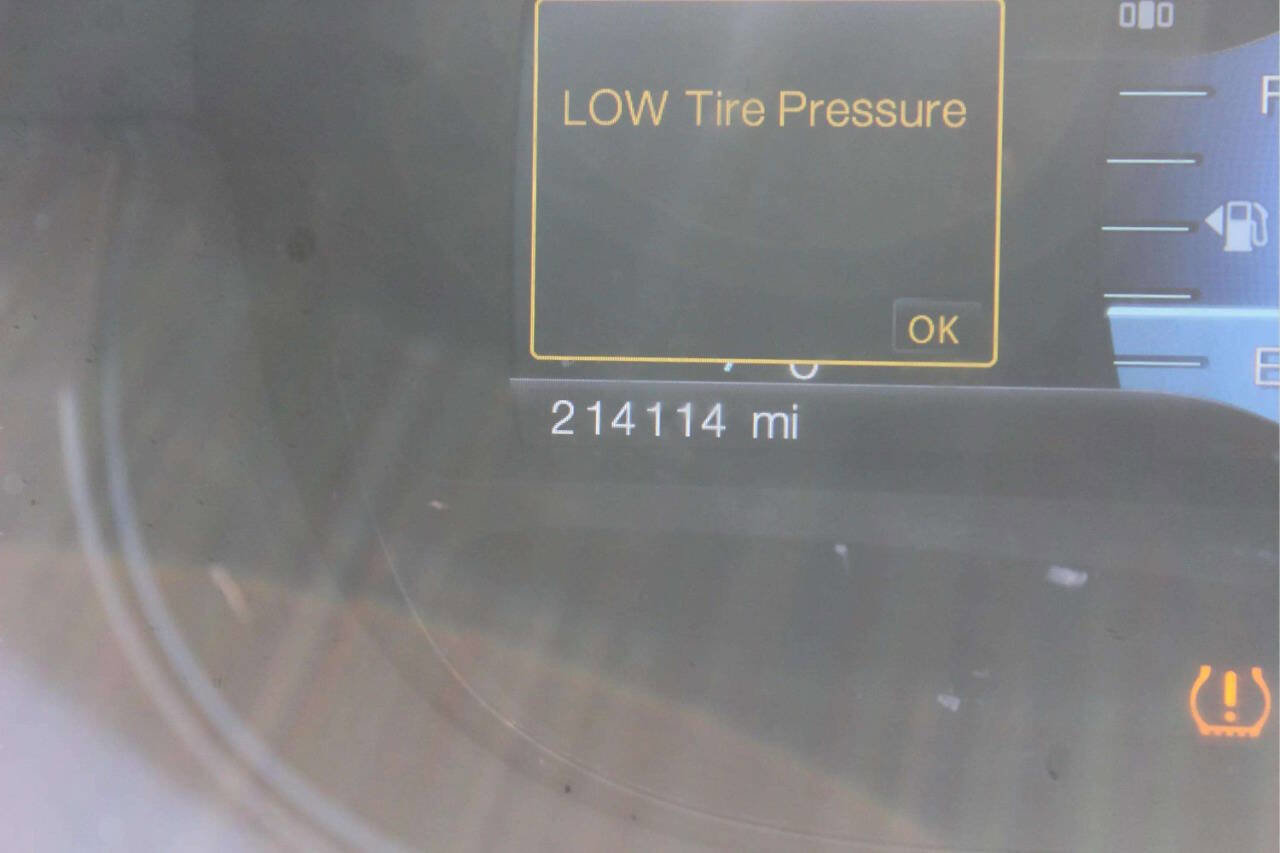 LOW Tire Pressure
F
OK
E
214114 mi